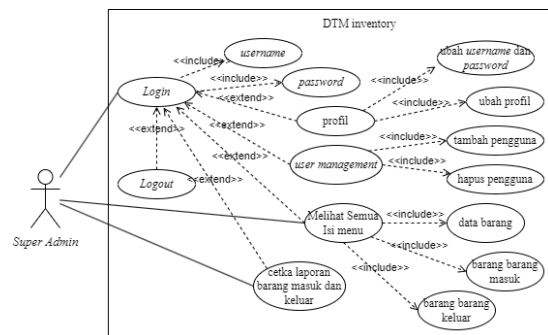 DTM inventory
username
<<include>>
ubah username dan
password
<<include>>
password
<<include>>
Login
<<extend>>
<<include>>
ubah profil
profil
<<include>>
tambah pengguna
<<extend>>
<<extend>>
user management
<<include>>
hapus pengguna
Logout
<<extend>>
Melihat Semua
Isi menu
<<include>>
data barang
Super Admin
<<include>>
barang barang
masuk
cetka laporan
barang masuk dan
keluar
<<include>>
barang barang
keluar